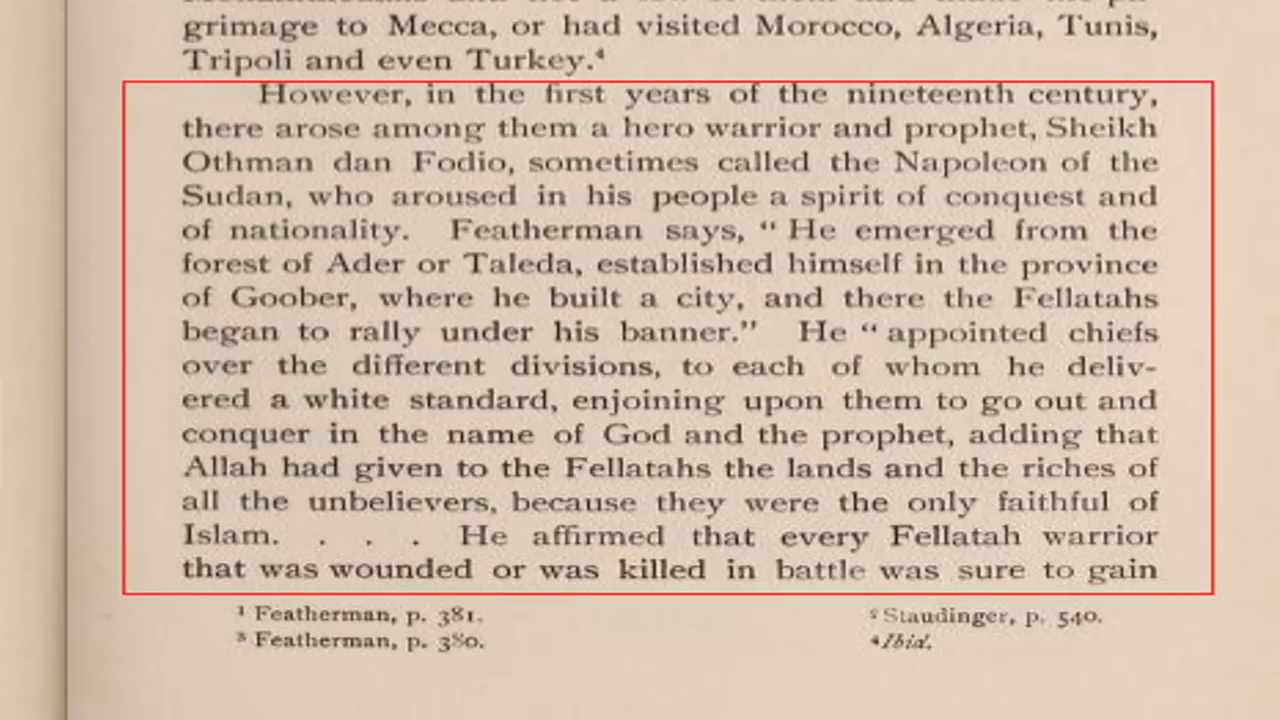 grimage to Mecca, or had visited Morocco, Algeria, Tunis,
Tripoli and even Turkey.⁴
However, in the first years of the nineteenth century,
there arose among them a hero warrior and prophet, Sheikh
Othman dan Fodio, sometimes called the Napoleon of the
Sudan, who aroused in his people a spirit of conquest and
of nationality. Featherman says, “ He emerged from the
forest of Ader or Taleda, established himself in the province
of Goober, where he built a city, and there the Fellatahs
began to rally under his banner.” He “ appointed chiefs
over the different divisions, to each of whom he deliv-
ered a white standard, enjoining upon them to go out and
conquer in the name of God and the prophet, adding that
Allah had given to the Fellatahs the lands and the riches of
all the unbelievers, because they were the only faithful of
Islam. . . . He affirmed that every Fellatah warrior
that was wounded or was killed in battle was sure to gain
¹ Featherman, p. 381.
² Staudinger, p. 540.
³ Featherman, p. 380.
⁴ Ibid.